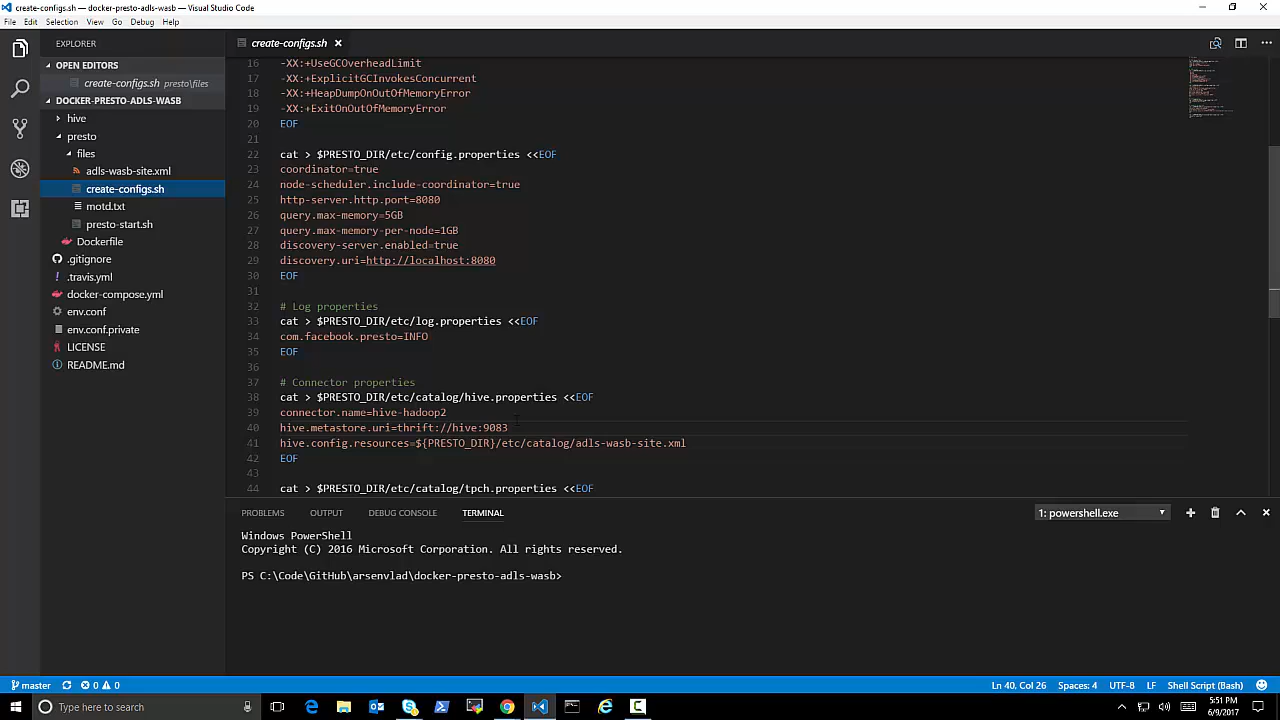 create-configs.sh — docker-presto-adls-wasb — Visual Studio Code
File Edit Selection View Go Debug Help
EXPLORER
OPEN EDITORS
create-configs.sh presto\files
DOCKER-PRESTO-ADLS-WASB
hive
presto
files
adls-wasb-site.xml
create-configs.sh
motd.txt
presto-start.sh
Dockerfile
.gitignore
.travis.yml
docker-compose.yml
env.conf
env.conf.private
LICENSE
README.md
create-configs.sh
16 -XX:+UseGCOverheadLimit
17 -XX:+ExplicitGCInvokesConcurrent
18 -XX:+HeapDumpOnOutOfMemoryError
19 -XX:+ExitOnOutOfMemoryError
20 EOF
21
22 cat > $PRESTO_DIR/etc/config.properties <<EOF
23 coordinator=true
24 node-scheduler.include-coordinator=true
25 http-server.http.port=8080
26 query.max-memory=5GB
27 query.max-memory-per-node=1GB
28 discovery-server.enabled=true
29 discovery.uri=http://localhost:8080
30 EOF
31
32 # Log properties
33 cat > $PRESTO_DIR/etc/log.properties <<EOF
34 com.facebook.presto=INFO
35 EOF
36
37 # Connector properties
38 cat > $PRESTO_DIR/etc/catalog/hive.properties <<EOF
39 connector.name=hive-hadoop2
40 hive.metastore.uri=thrift://hive:9083
41 hive.config.resources=${PRESTO_DIR}/etc/catalog/adls-wasb-site.xml
42 EOF
43
44 cat > $PRESTO_DIR/etc/catalog/tpch.properties <<EOF
PROBLEMS OUTPUT DEBUG CONSOLE TERMINAL 1: powershell.exe
Windows PowerShell
Copyright (C) 2016 Microsoft Corporation. All rights reserved.
PS C:\Code\GitHub\arsenvlad\docker-presto-adls-wasb>
master 0 0 Ln 40, Col 26 Spaces: 4 UTF-8 LF Shell Script (Bash)
Type here to search
5:51 PM
6/9/2017